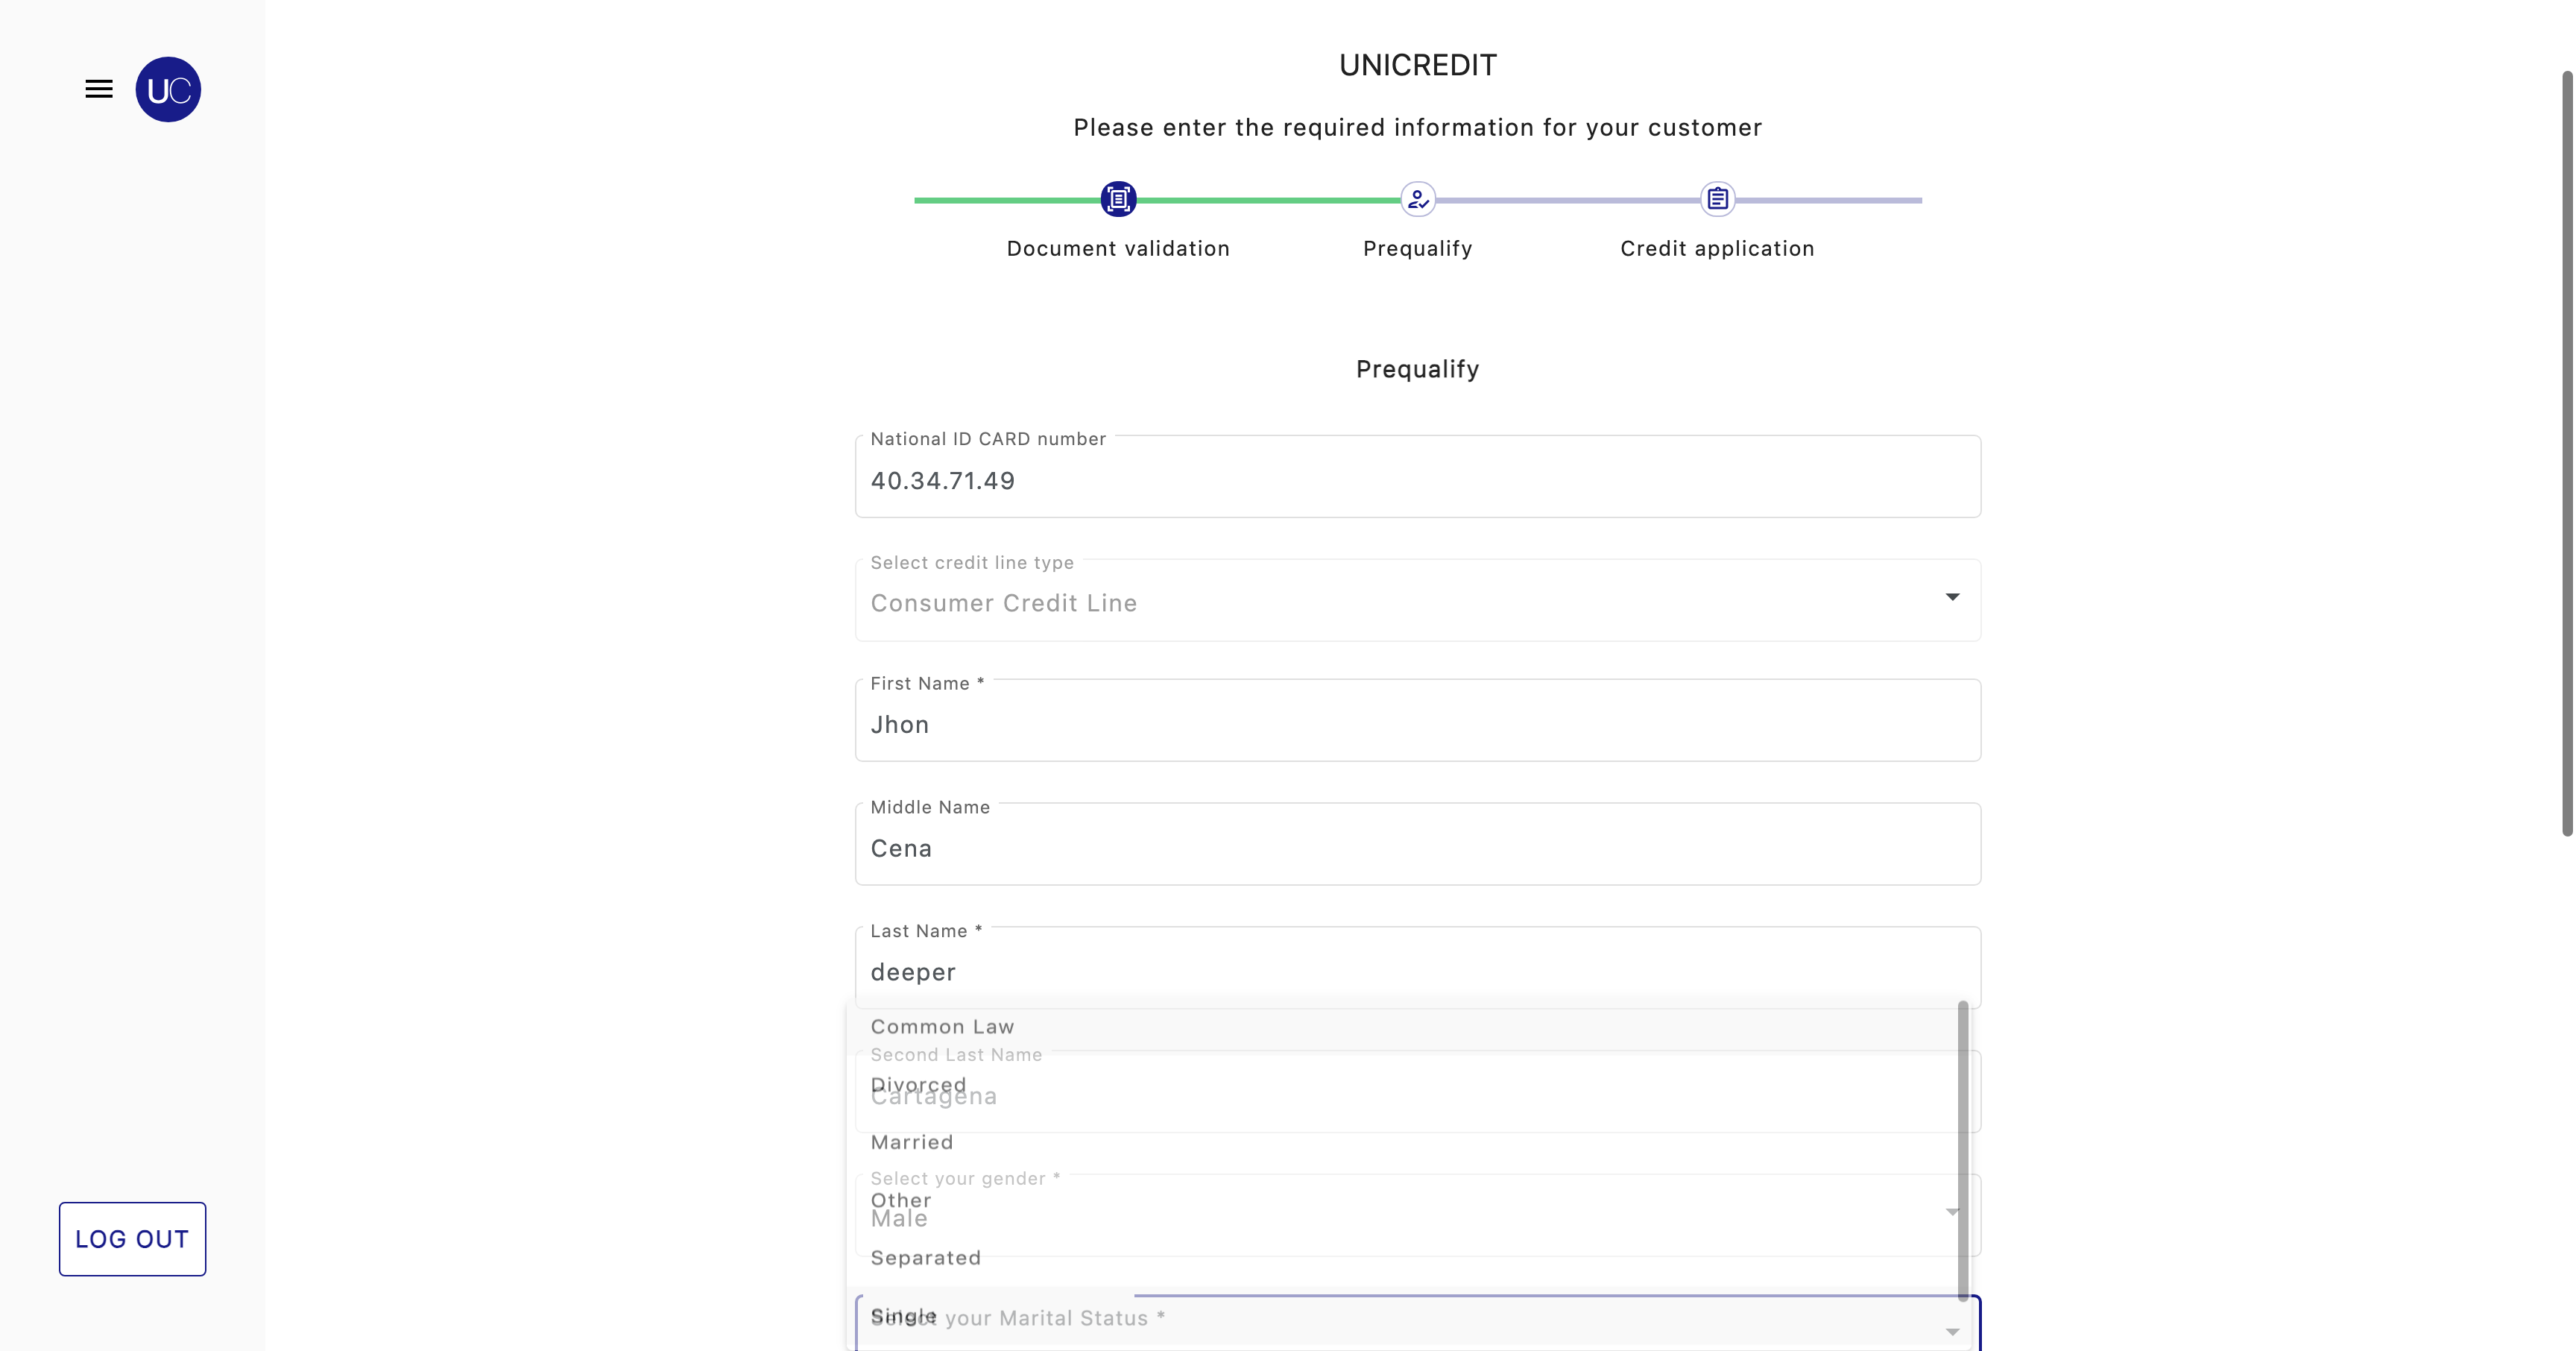 UC
UNICREDIT
Please enter the required information for your customer
Document validation
Prequalify
Credit application
Prequalify
National ID CARD number
40.34.71.49
Select credit line type
Consumer Credit Line
First Name *
Jhon
Middle Name
Cena
Last Name *
deeper
Common Law
Second Last Name
Divorced
Cartagena
Married
Select your gender *
Other
Male
Separated
Single
Select your Marital Status *
LOG OUT